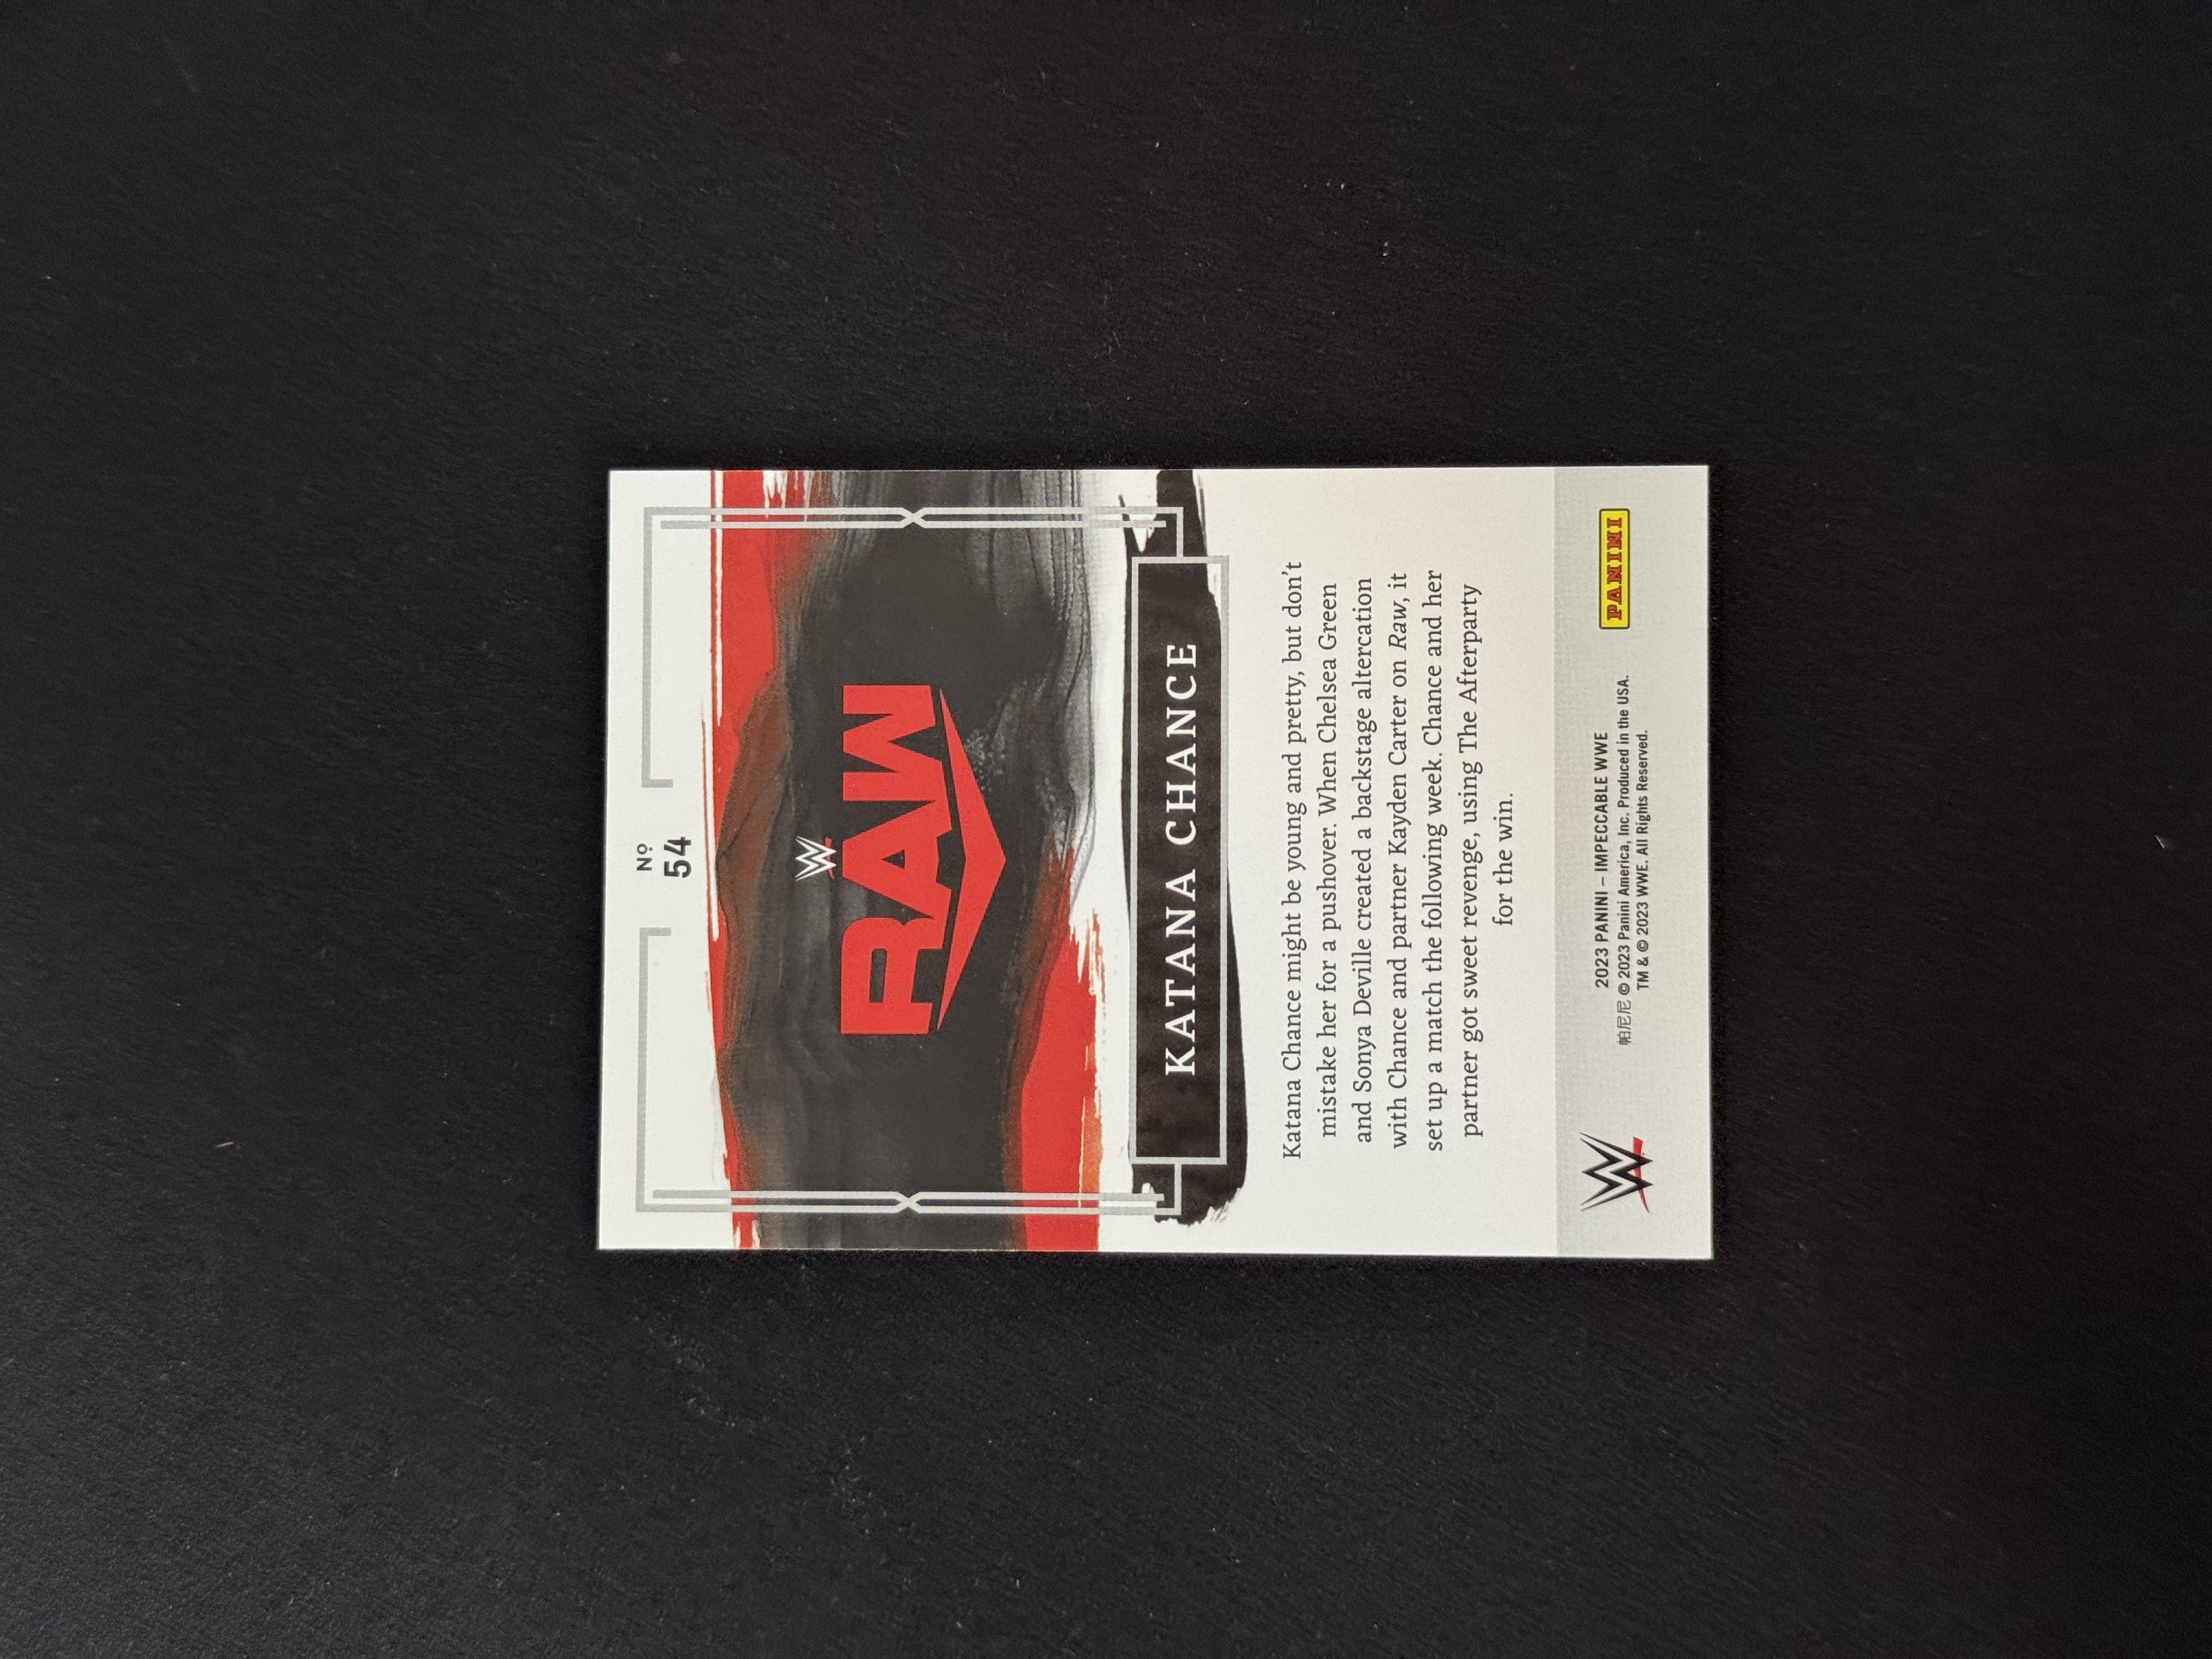 Nº
54
W
RAW
KATANA CHANCE
Katana Chance might be young and pretty, but don't
mistake her for a pushover. When Chelsea Green
and Sonya Deville created a backstage altercation
with Chance and partner Kayden Carter on Raw, it
set up a match the following week. Chance and her
partner got sweet revenge, using The Afterparty
for the win.
W
2023 PANINI – IMPECCABLE WWE
帕尼尼 © 2023 Panini America, Inc. Produced in the USA.
TM & © 2023 WWE. All Rights Reserved.
PANINI